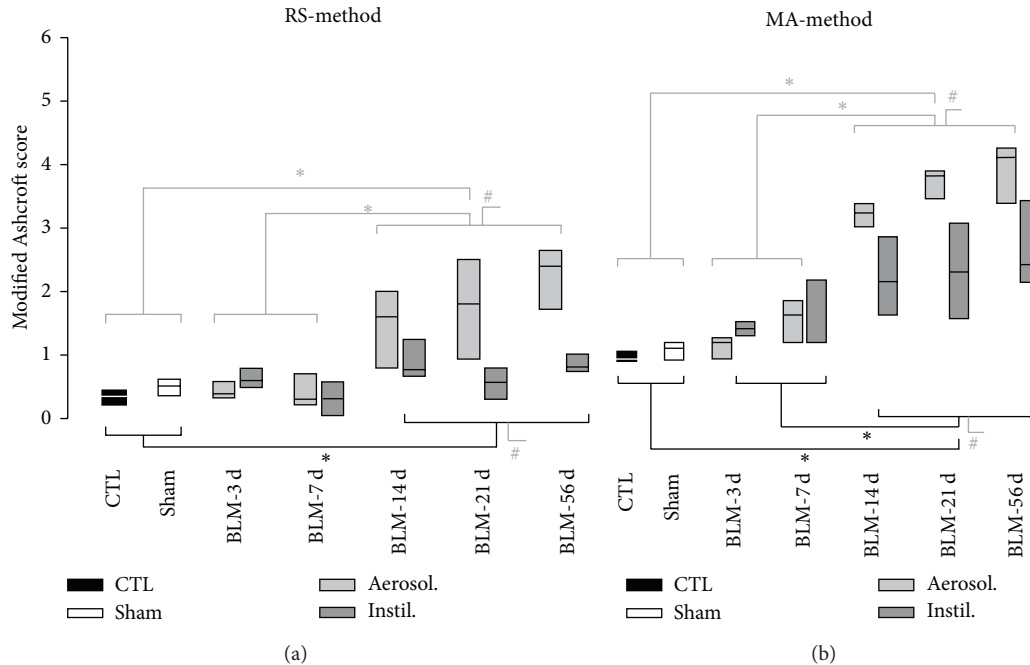 RS-method
Modified Ashcroft score
6
5
4
3
2
1
0
*
*
#
*
#
CTL
Sham
BLM-3 d
BLM-7 d
BLM-14 d
BLM-21 d
BLM-56 d
CTL
Sham
Aerosol.
Instil.
(a)
MA-method
*
*
#
*
*
#
CTL
Sham
BLM-3 d
BLM-7 d
BLM-14 d
BLM-21 d
BLM-56 d
CTL
Sham
Aerosol.
Instil.
(b)